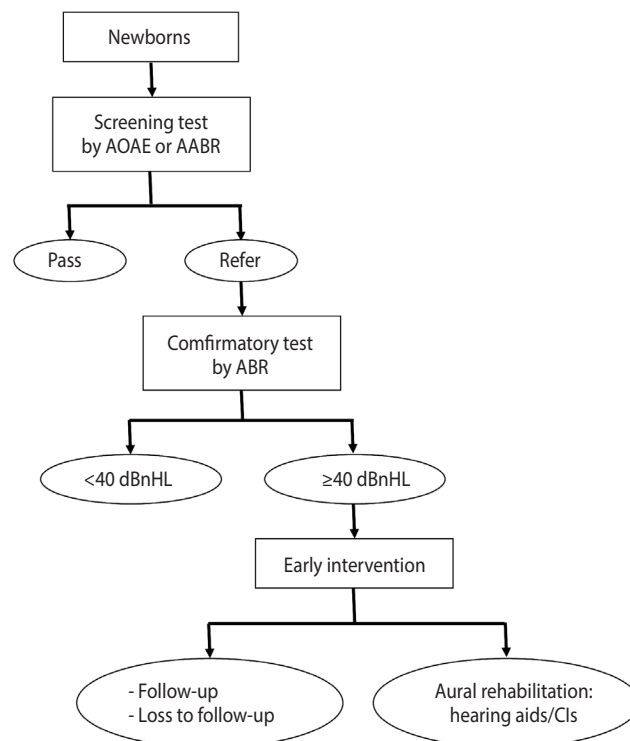 Newborns
Screening test
by AOAE or AABR
Pass
Refer
Comfirmatory test
by ABR
<40 dBnHL
≥40 dBnHL
Early intervention
- Follow-up
- Loss to follow-up
Aural rehabilitation:
hearing aids/CIs